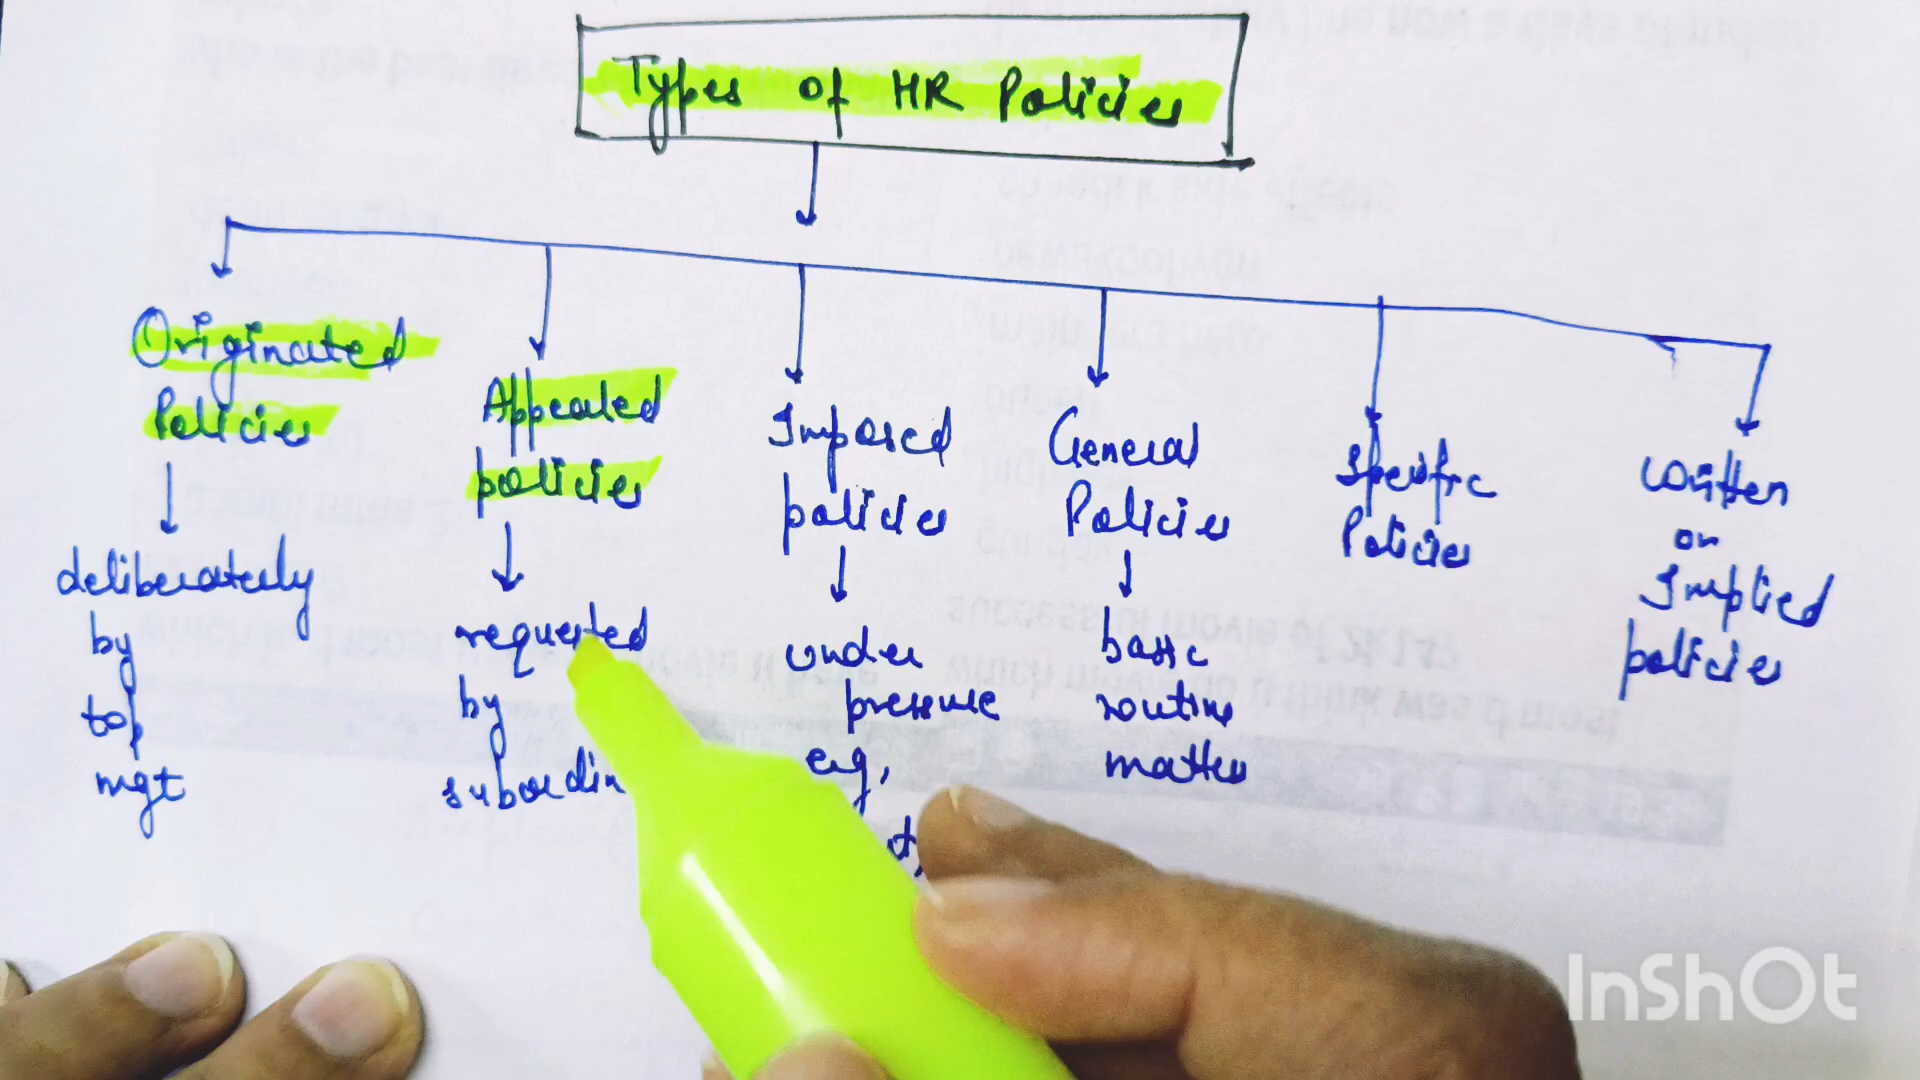 Types of HR Policies
Originated
Policies
deliberately
by
top
mgt
Appealed
policies
requested
by
subordin
Imposed
policies
under
pressure
e.g,
General
Policies
basic
routine
matter
Specific
Policies
Written
or
Implied
policies
InShOt